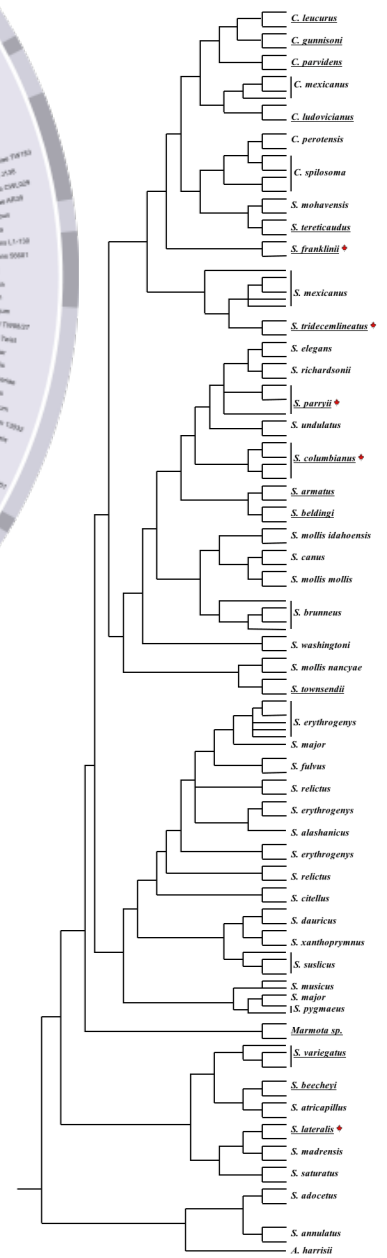 C. leucurus
C. gunnisoni
C. parvidens
C. mexicanus
C. ludovicianus
C. perotensis
C. spilosoma
S. mohavensis
S. tereticaudus
S. franklinii
S. mexicanus
S. tridecemlineatus
S. elegans
S. richardsonii
S. parryii
S. undulatus
S. columbianus
S. armatus
S. beldingi
S. mollis idahoensis
S. canus
S. mollis mollis
S. brunneus
S. washingtoni
S. mollis nancyae
S. townsendii
S. erythrogenys
S. major
S. fulvus
S. relictus
S. erythrogenys
S. alashanicus
S. erythrogenys
S. relictus
S. citellus
S. dauricus
S. xanthoprymnus
S. suslicus
S. musicus
S. major
S. pygmaeus
Marmota sp.
S. variegatus
S. beecheyi
S. atricapillus
S. lateralis
S. madrensis
S. saturatus
S. adocetus
S. annulatus
A. harrisii